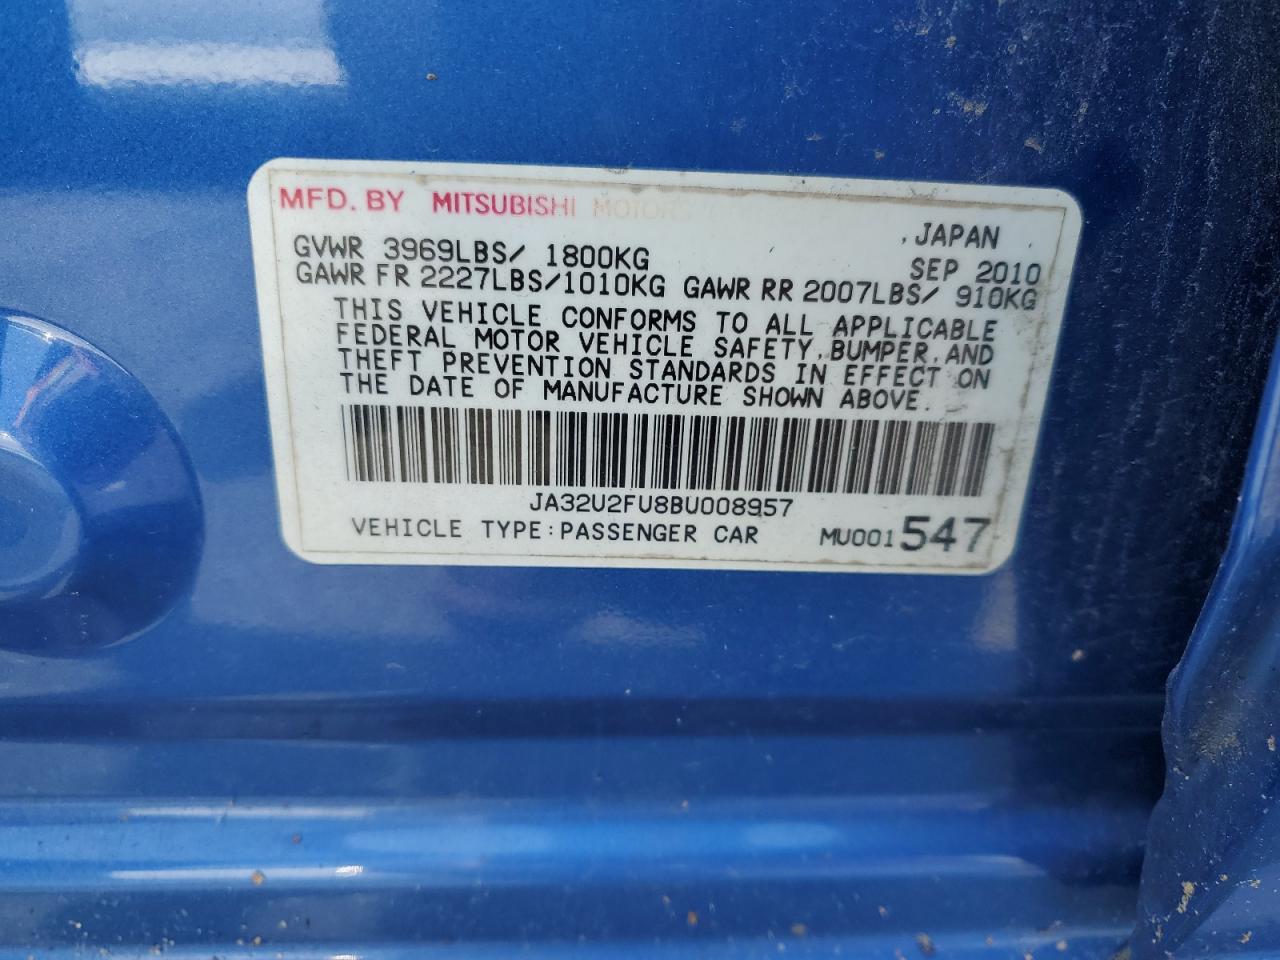 MFD. BY MITSUBISHI MOTORS
JAPAN
GVWR 3969LBS/ 1800KG SEP 2010
GAWR FR 2227LBS/1010KG GAWR RR 2007LBS/ 910KG
THIS VEHICLE CONFORMS TO ALL APPLICABLE
FEDERAL MOTOR VEHICLE SAFETY, BUMPER, AND
THEFT PREVENTION STANDARDS IN EFFECT ON
THE DATE OF MANUFACTURE SHOWN ABOVE.
JA32U2FU8BU008957
VEHICLE TYPE:PASSENGER CAR MU001547